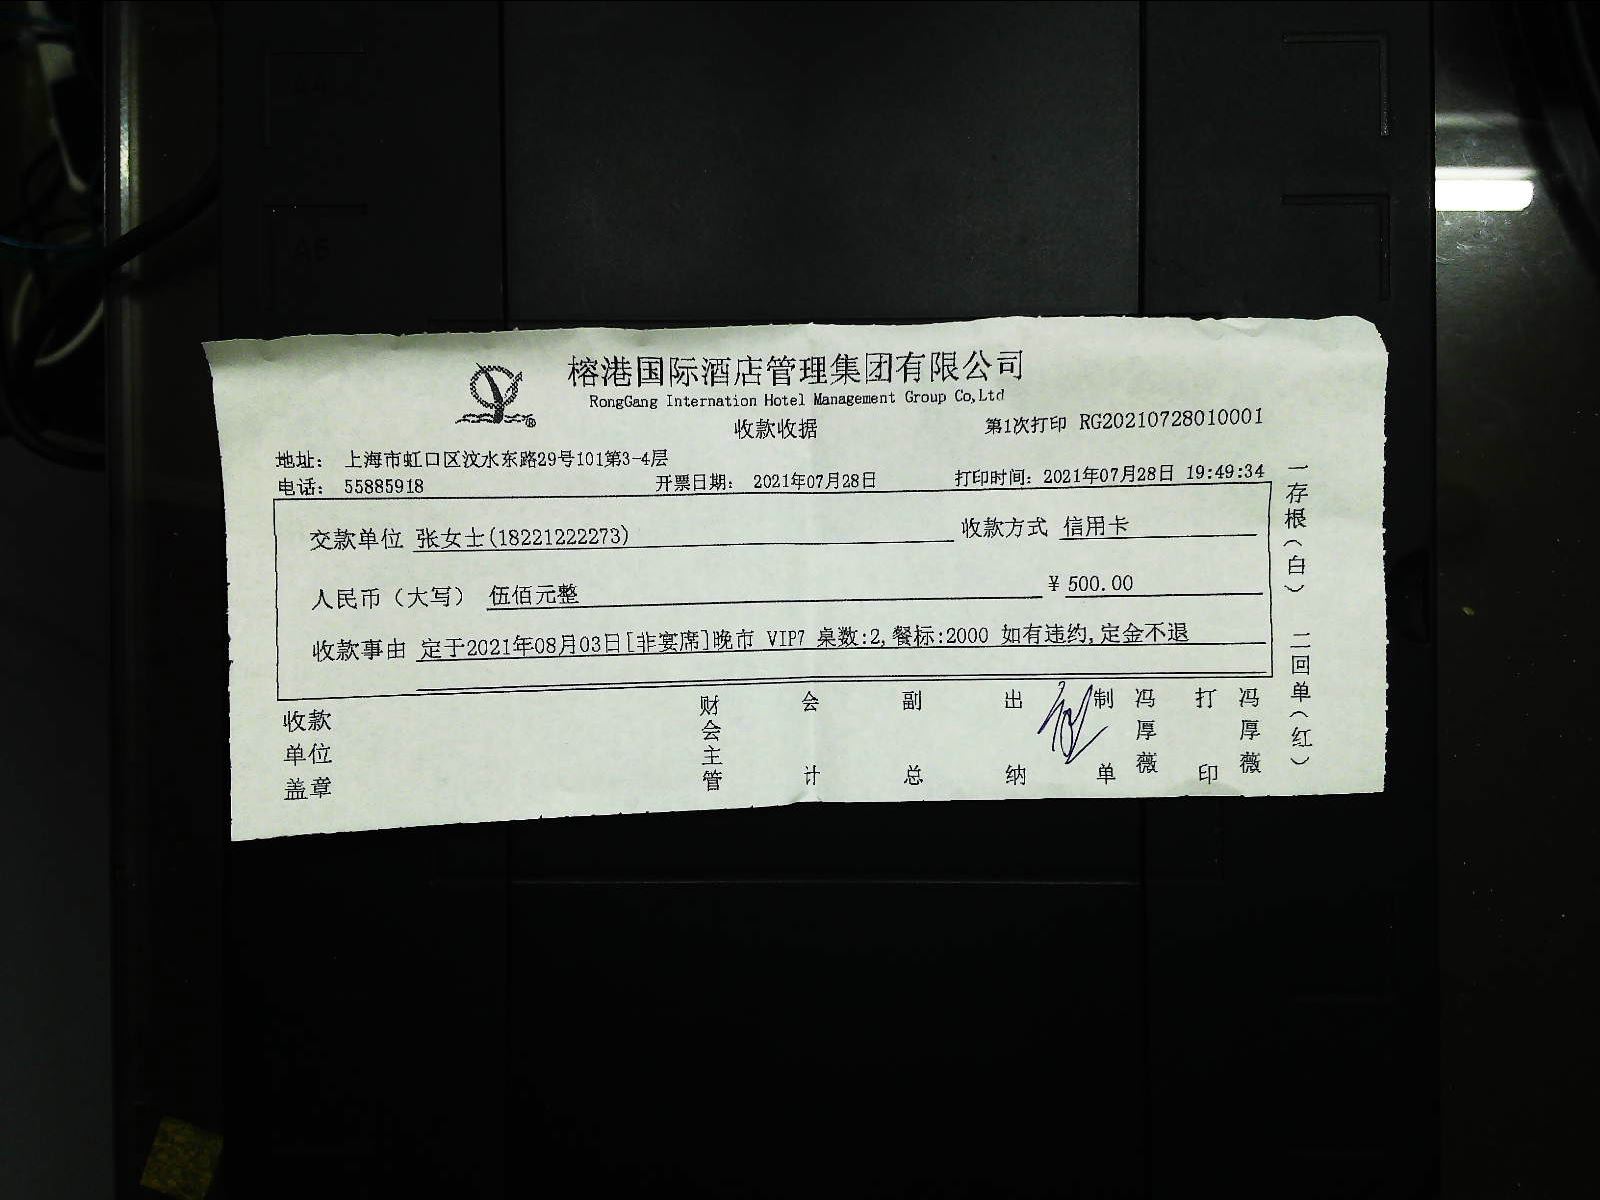 榕港国际酒店管理集团有限公司
RongGang Internation Hotel Management Group Co,Ltd
收款收据
第1次打印 RG20210728010001
地址： 上海市虹口区汶水东路29号101第3-4层
电话： 55885918 开票日期： 2021年07月28日 打印时间：2021年07月28日 19:49:34
交款单位 张女士(18221222273) 收款方式 信用卡
人民币（大写） 伍佰元整 ¥ 500.00
收款事由 定于2021年08月03日[非宴席]晚市 VIP7 桌数:2,餐标:2000 如有违约,定金不退
收款单位盖章
财会主管
会计
副总
出纳
制单
冯厚薇
打印
冯厚薇
一存根（白） 二回单（红）
A5